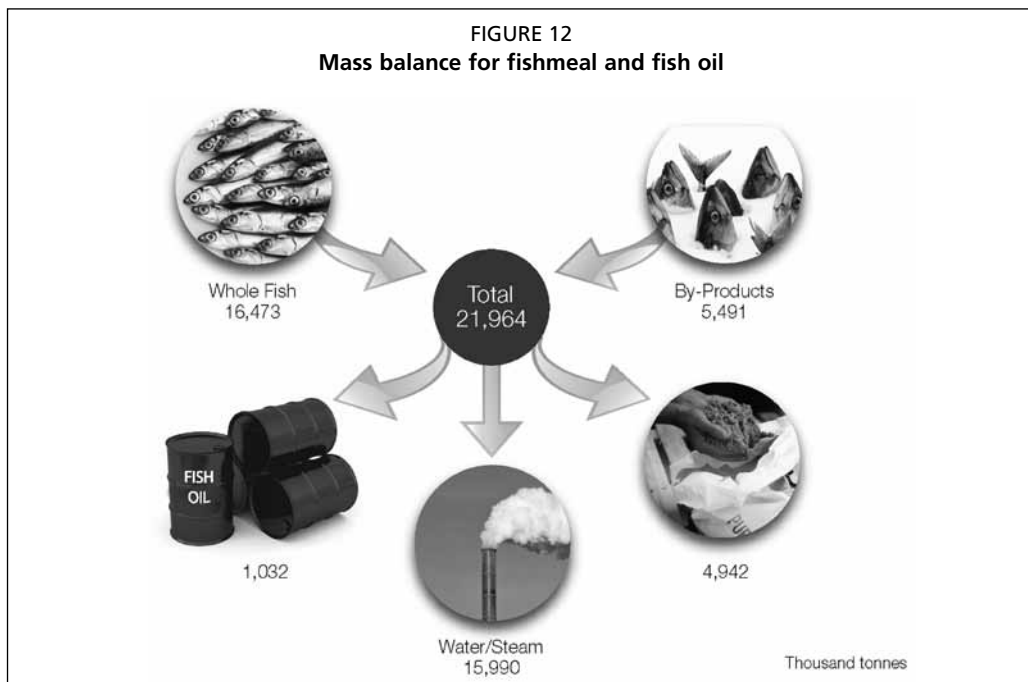 FIGURE 12
Mass balance for fishmeal and fish oil
Whole Fish
16,473
By-Products
5,491
Total
21,964
FISH
OIL
1,032
Water/Steam
15,990
4,942
Thousand tonnes